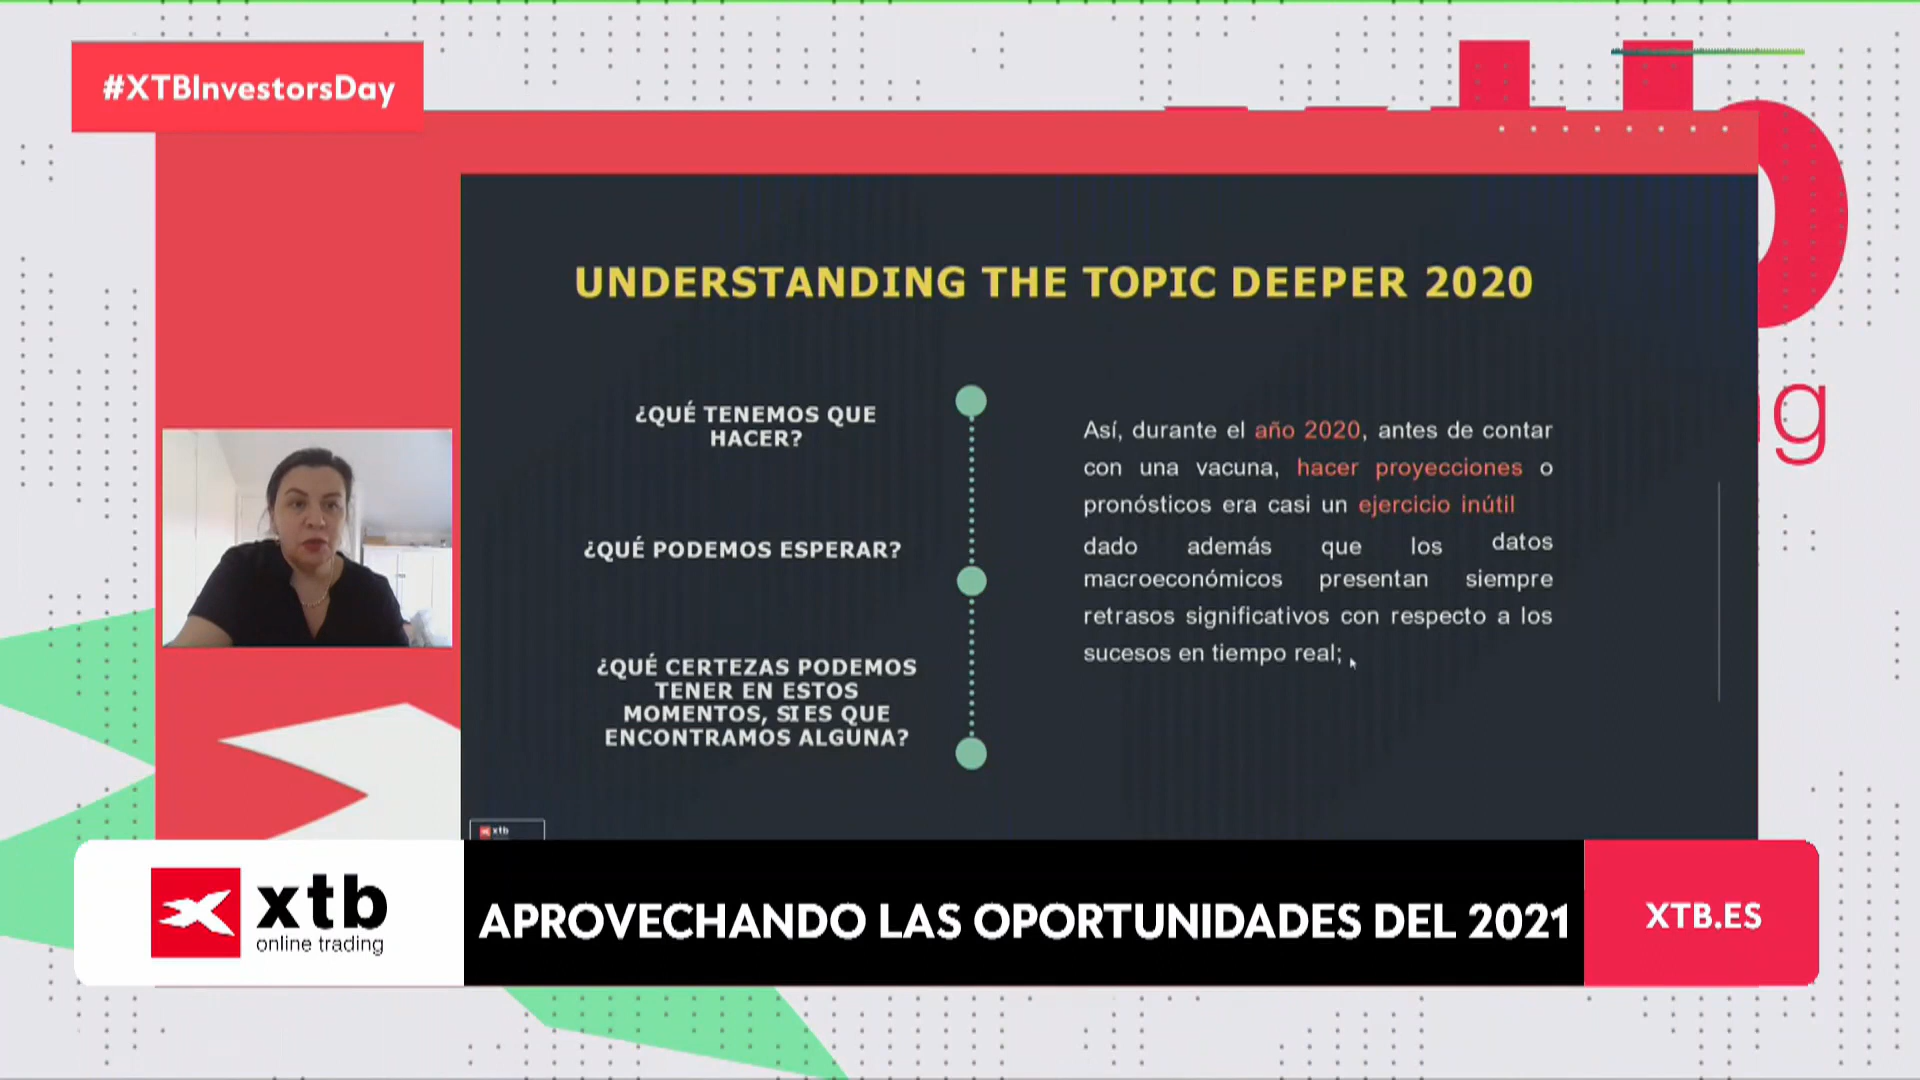 #XTBInvestorsDay
UNDERSTANDING THE TOPIC DEEPER 2020
¿QUÉ TENEMOS QUE
HACER?
¿QUÉ PODEMOS ESPERAR?
¿QUÉ CERTEZAS PODEMOS
TENER EN ESTOS
MOMENTOS, SI ES QUE
ENCONTRAMOS ALGUNA?
Así, durante el año 2020, antes de contar
con una vacuna, hacer proyecciones o
pronósticos era casi un ejercicio inútil
dado además que los datos
macroeconómicos presentan siempre
retrasos significativos con respecto a los
sucesos en tiempo real;
xtb
xtb
online trading
APROVECHANDO LAS OPORTUNIDADES DEL 2021
XTB.ES